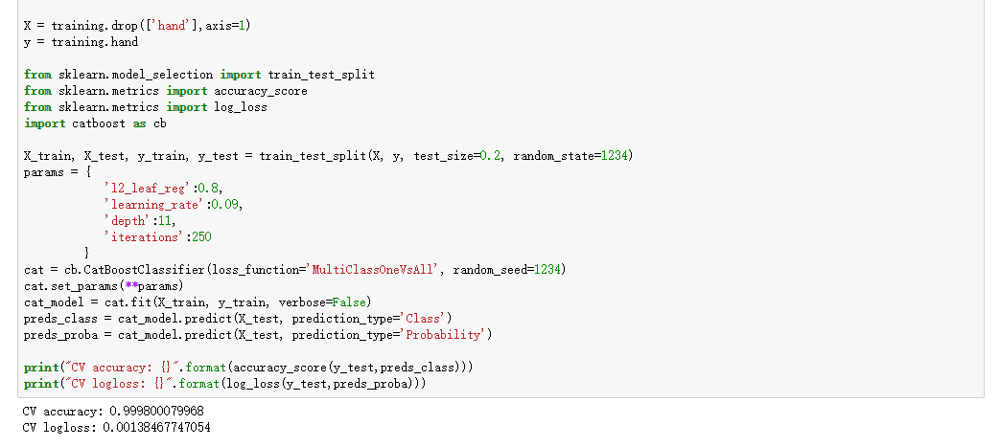 X = training.drop(['hand'],axis=1)
y = training.hand
from sklearn.model_selection import train_test_split
from sklearn.metrics import accuracy_score
from sklearn.metrics import log_loss
import catboost as cb
X_train, X_test, y_train, y_test = train_test_split(X, y, test_size=0.2, random_state=1234)
params = {
'l2_leaf_reg':0.8,
'learning_rate':0.09,
'depth':11,
'iterations':250
}
cat = cb.CatBoostClassifier(loss_function='MultiClassOneVsAll', random_seed=1234)
cat.set_params(**params)
cat_model = cat.fit(X_train, y_train, verbose=False)
preds_class = cat_model.predict(X_test, prediction_type='Class')
preds_proba = cat_model.predict(X_test, prediction_type='Probability')
print("CV accuracy: {}".format(accuracy_score(y_test,preds_class)))
print("CV logloss: {}".format(log_loss(y_test,preds_proba)))
CV accuracy: 0.999800079968
CV logloss: 0.00138467747054